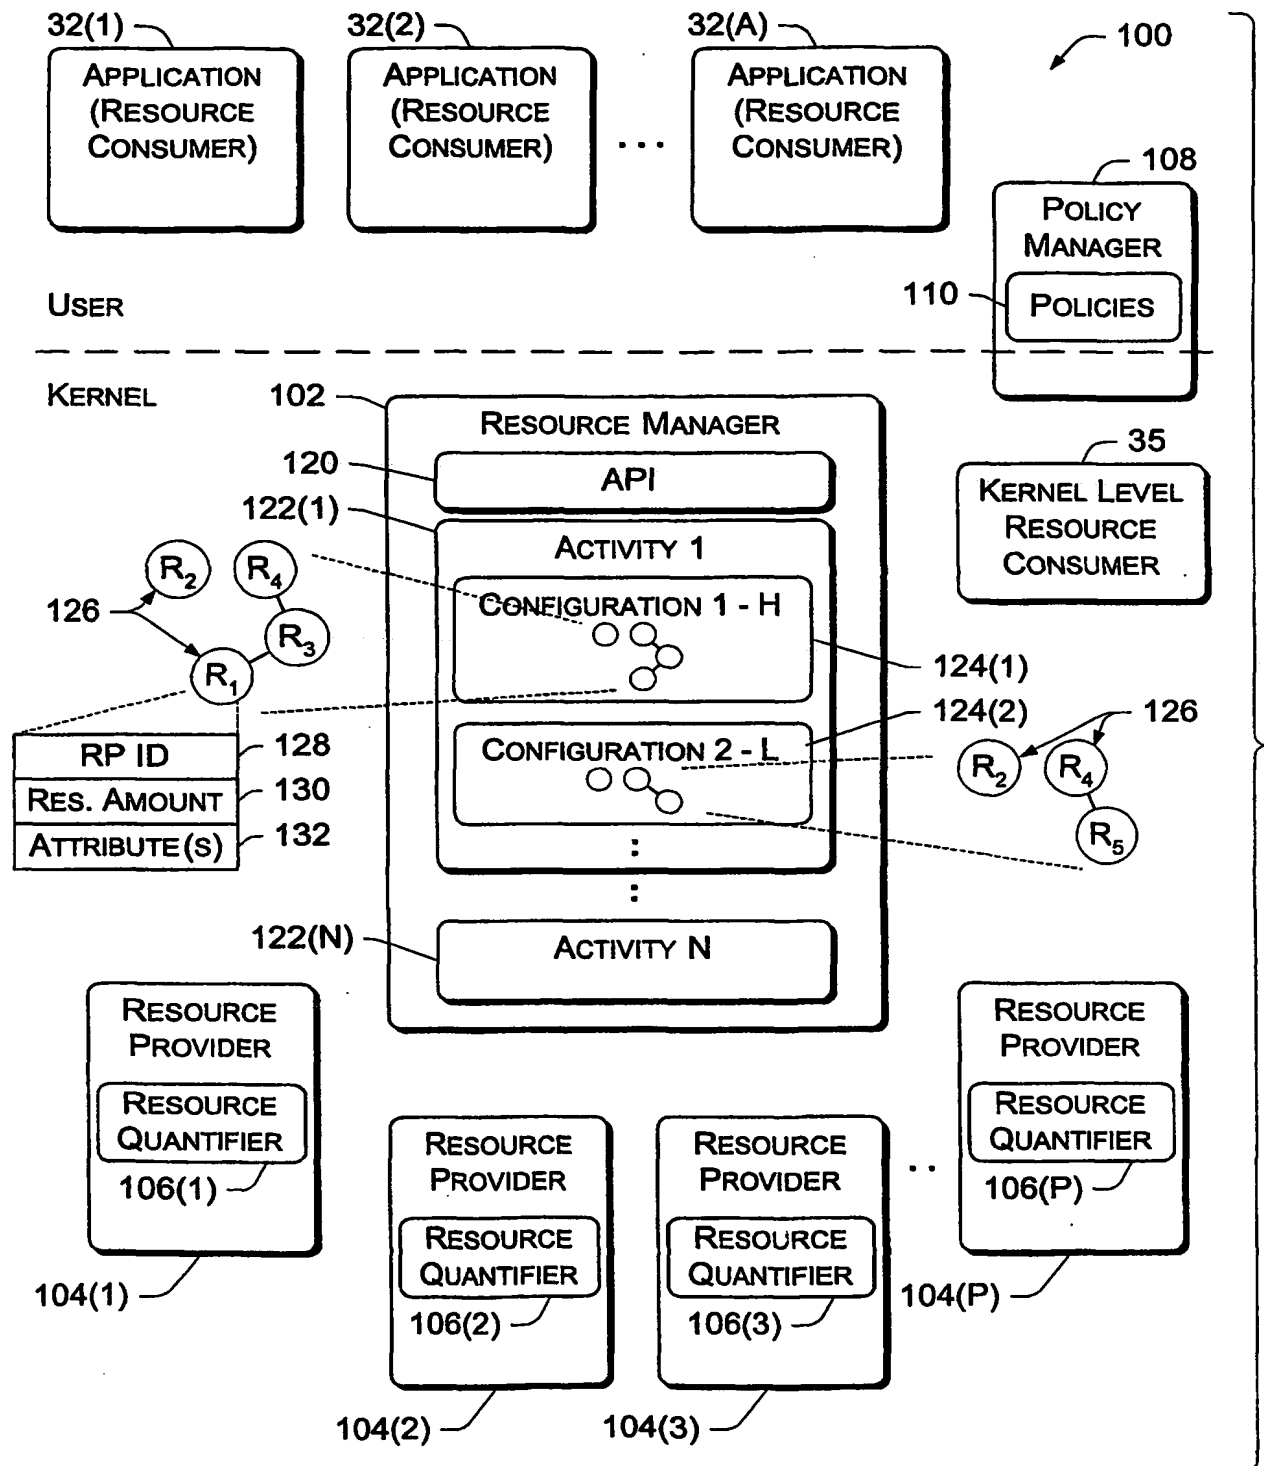 32(1)
32(2)
32(A)
100
APPLICATION
(RESOURCE
CONSUMER)
APPLICATION
(RESOURCE
CONSUMER)
...
APPLICATION
(RESOURCE
CONSUMER)
108
POLICY
MANAGER
110
POLICIES
USER
KERNEL
102
RESOURCE MANAGER
120
API
35
KERNEL LEVEL
RESOURCE
CONSUMER
122(1)
ACTIVITY 1
R2
R4
126
R3
R1
CONFIGURATION 1 - H
124(1)
124(2)
126
CONFIGURATION 2 - L
R2
R4
R5
RP ID
128
RES. AMOUNT
130
ATTRIBUTE(S)
132
:
:
122(N)
ACTIVITY N
RESOURCE
PROVIDER
RESOURCE
QUANTIFIER
106(1)
104(1)
RESOURCE
PROVIDER
RESOURCE
QUANTIFIER
106(2)
104(2)
RESOURCE
PROVIDER
RESOURCE
QUANTIFIER
106(3)
104(3)
..
RESOURCE
PROVIDER
RESOURCE
QUANTIFIER
106(P)
104(P)